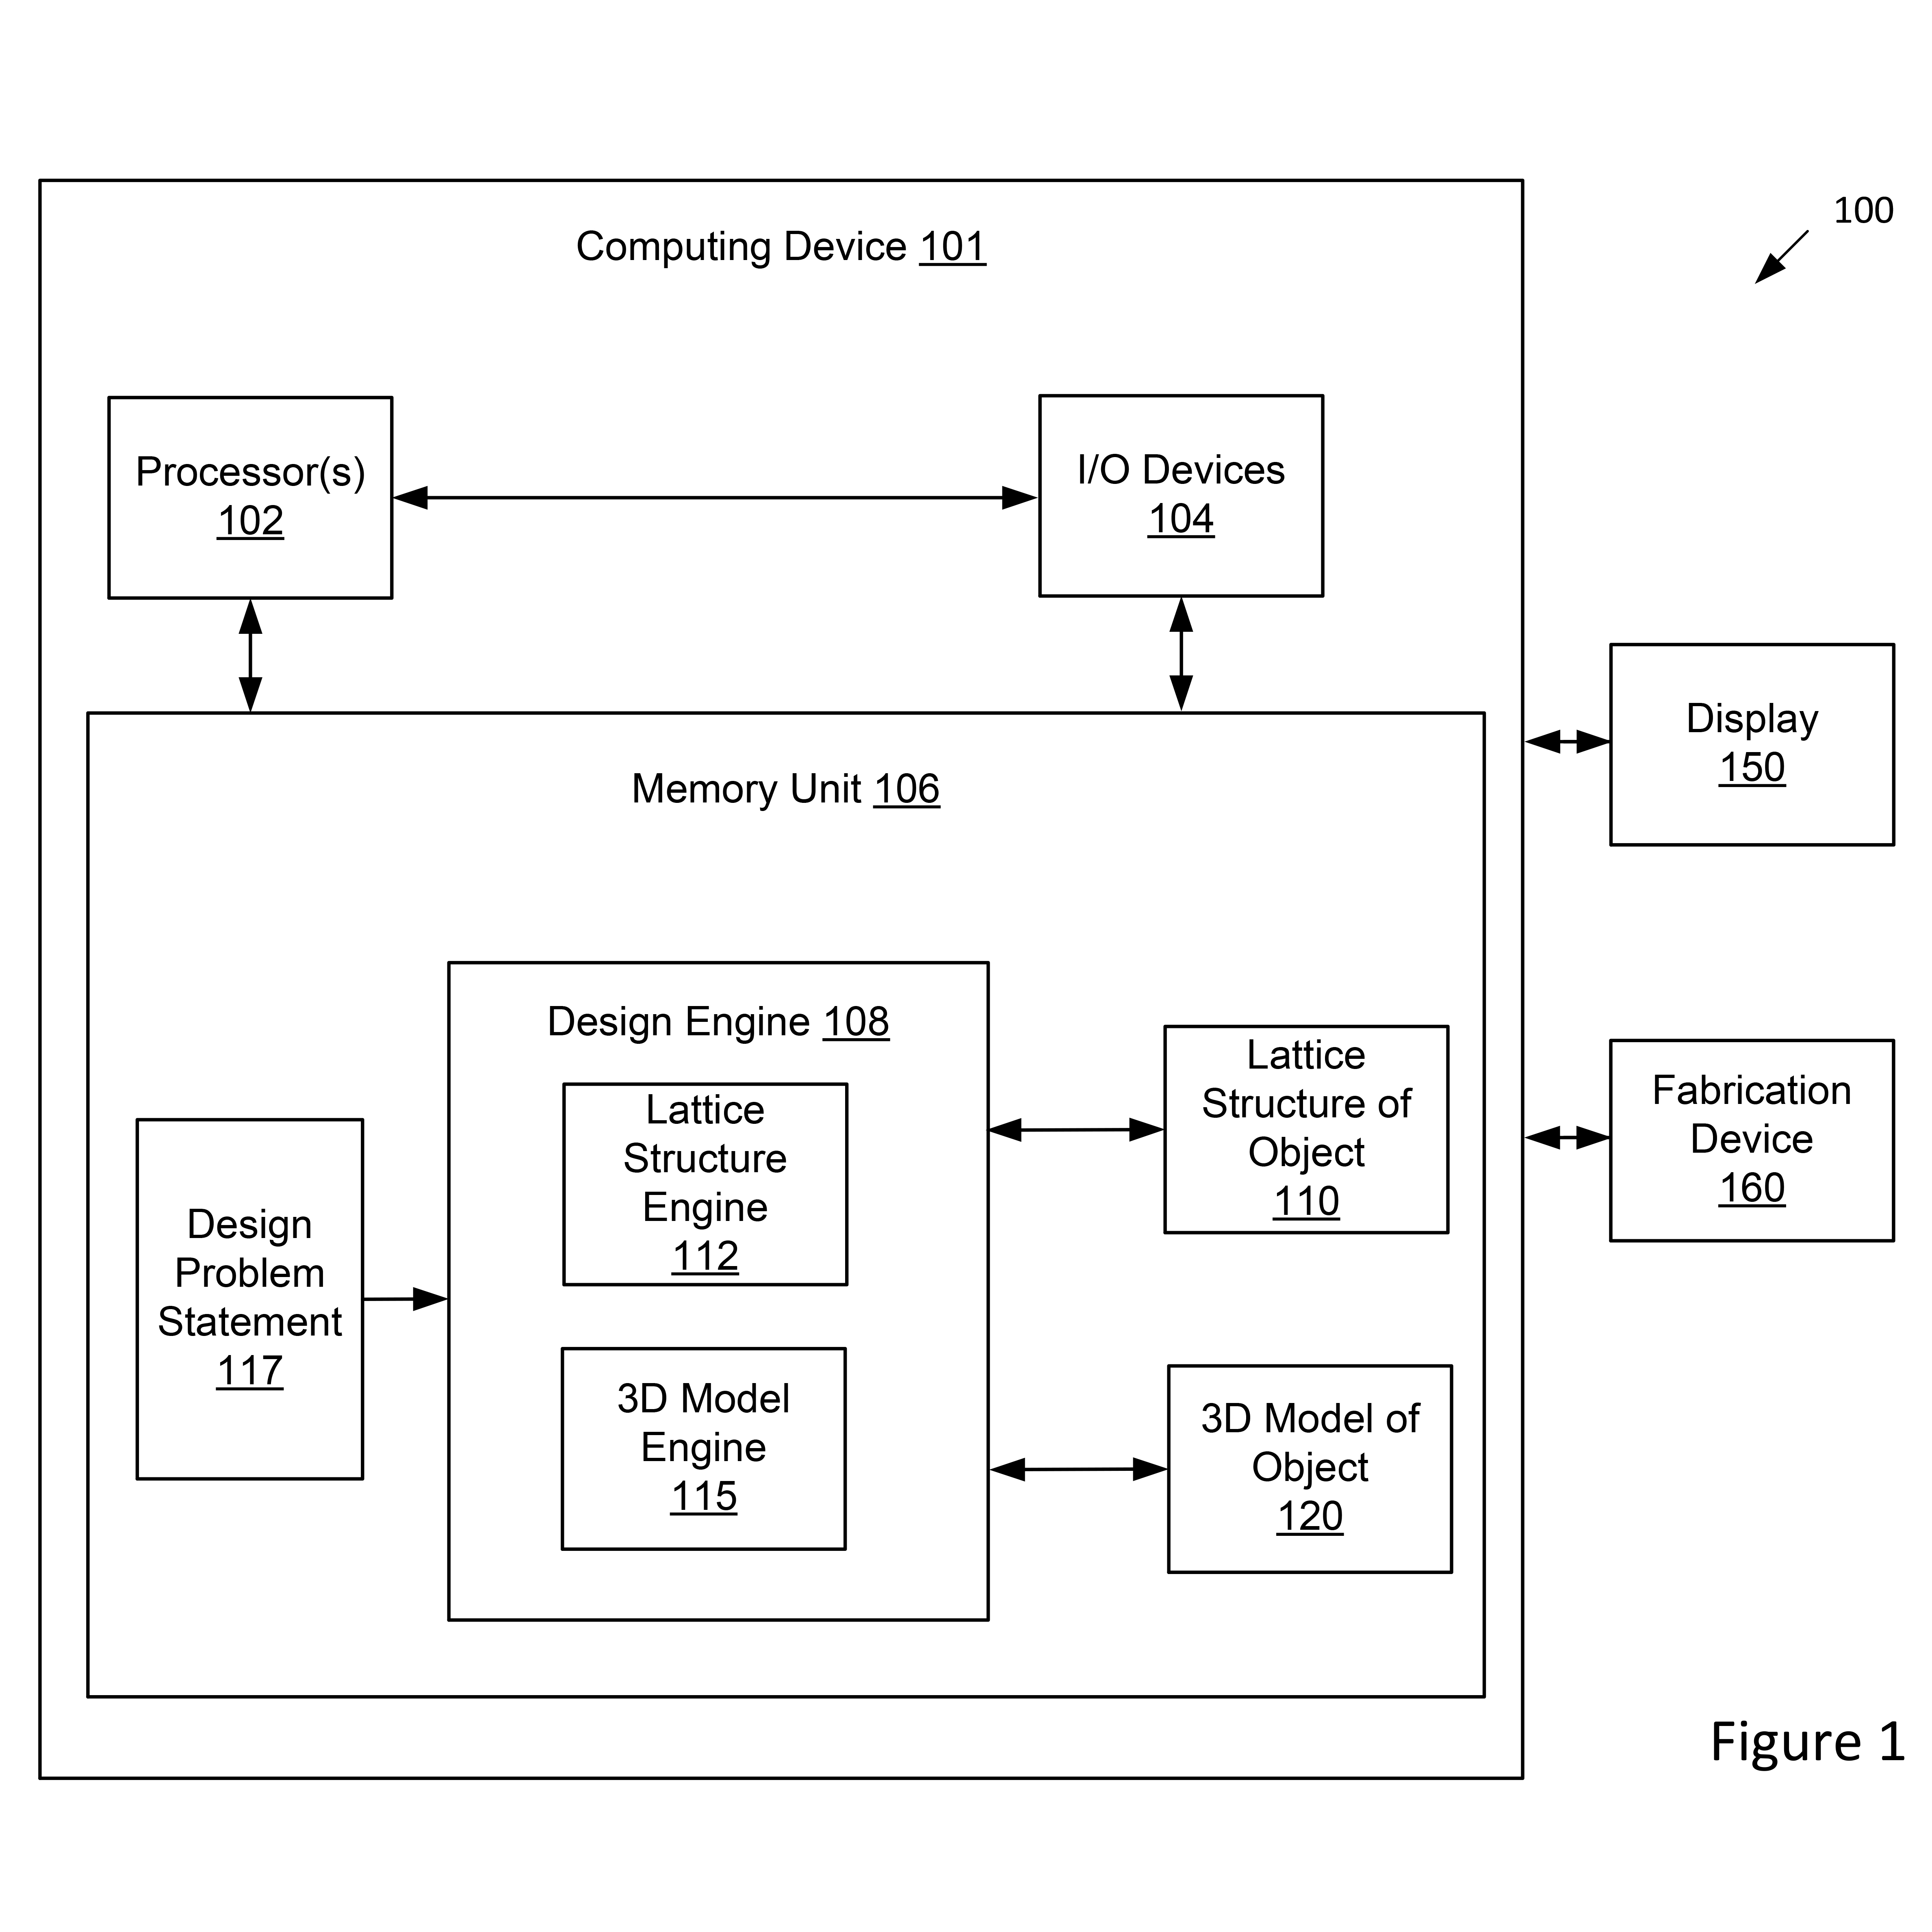 Computing Device 101
100
Processor(s)
102
I/O Devices
104
Display
150
Memory Unit 106
Design Engine 108
Lattice
Structure
Engine
112
Lattice
Structure of
Object
110
Fabrication
Device
160
Design
Problem
Statement
117
3D Model
Engine
115
3D Model of
Object
120
Figure 1